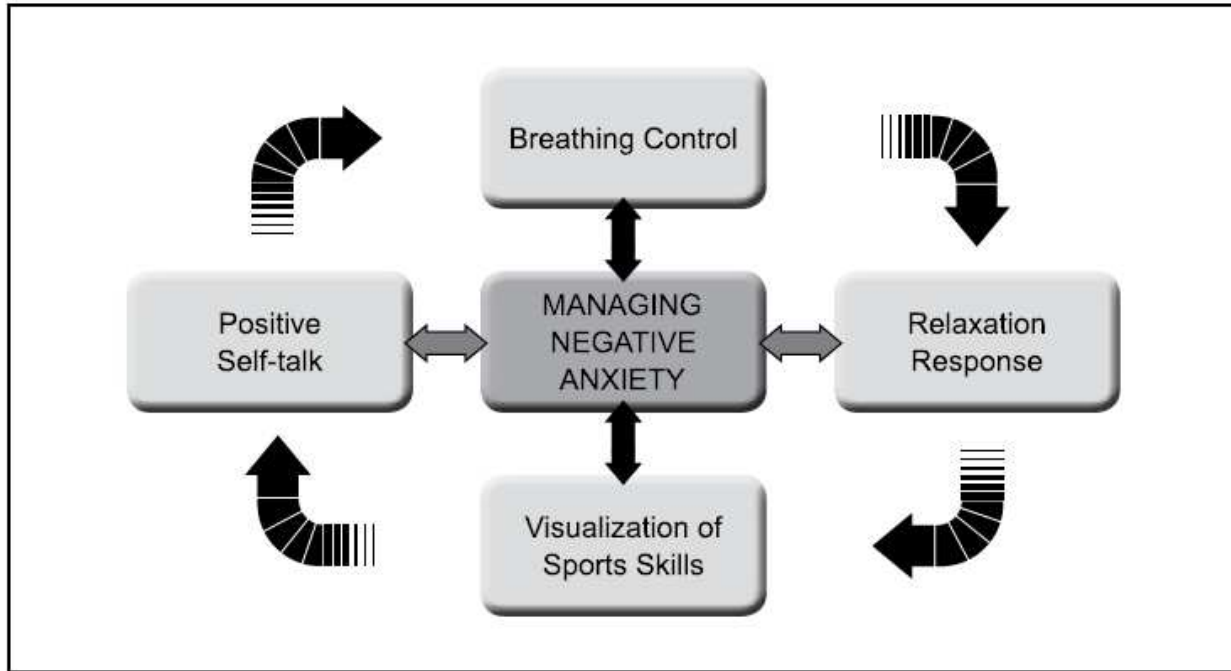 Breathing Control
Positive
Self-talk
MANAGING
NEGATIVE
ANXIETY
Relaxation
Response
Visualization of
Sports Skills